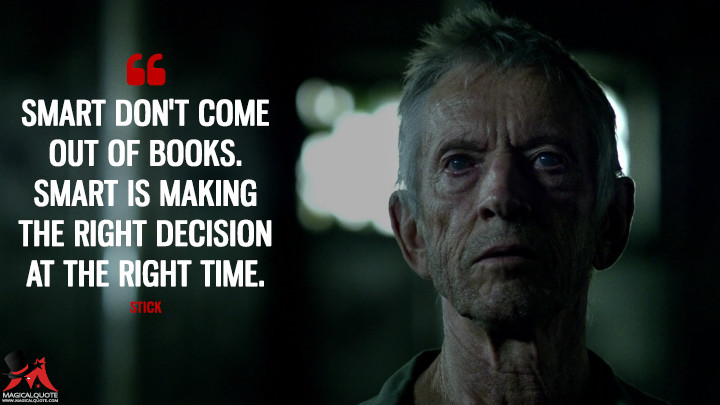 ❝
SMART DON'T COME
OUT OF BOOKS.
SMART IS MAKING
THE RIGHT DECISION
AT THE RIGHT TIME.
STICK
MAGICALQUOTE
WWW.MAGICALQUOTE.COM